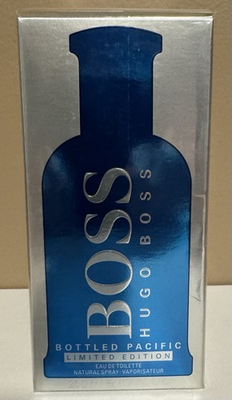 BOSS
HUGO BOSS
BOTTLED PACIFIC
LIMITED EDITION
EAU DE TOILETTE
NATURAL SPRAY VAPORISATEUR